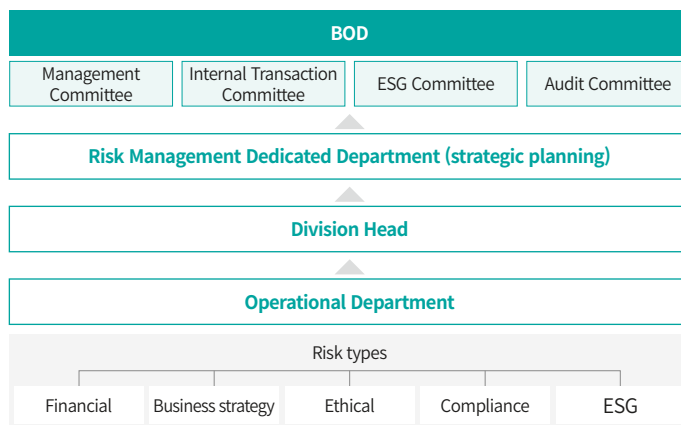 BOD
Management
Committee
Internal Transaction
Committee
ESG Committee
Audit Committee
Risk Management Dedicated Department (strategic planning)
Division Head
Operational Department
Risk types
Financial
Business strategy
Ethical
Compliance
ESG